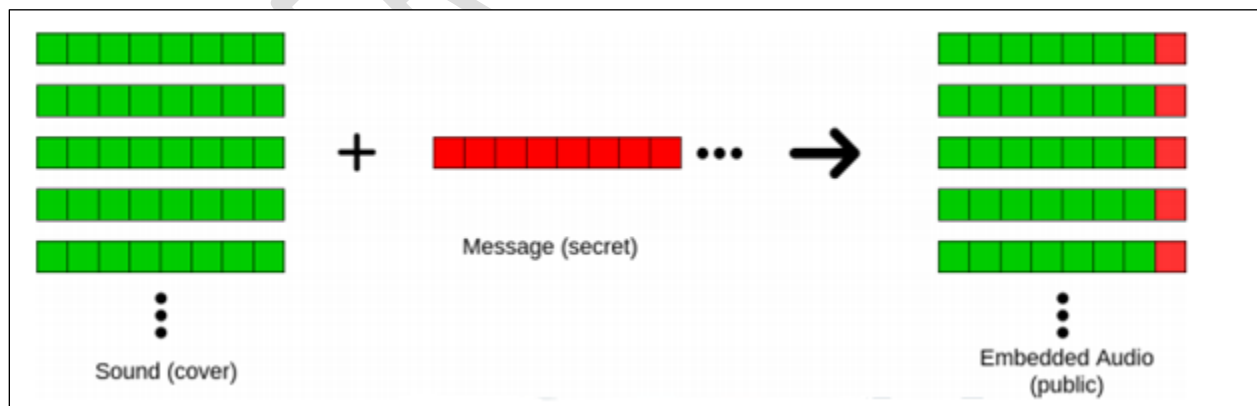 Message (secret)
Sound (cover)
Embedded Audio
(public)